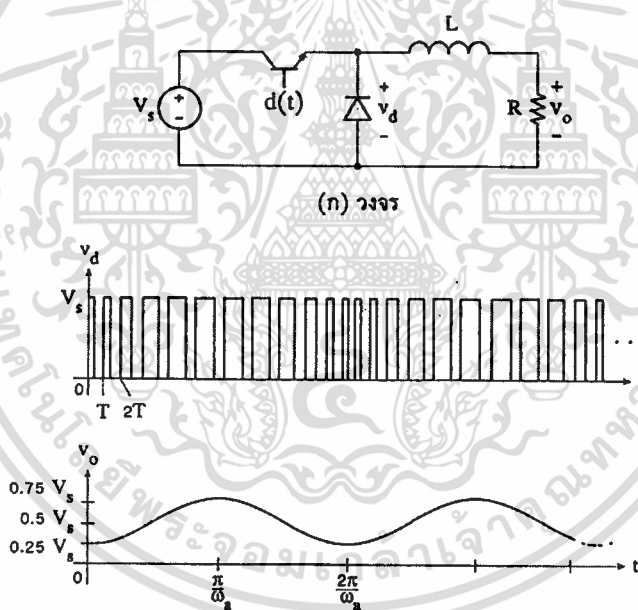 L
V_s
+
-
d(t)
+
v_d
-
R
+
v_o
-
(ก) วงจร
v_d
V_s
0
T
2T
. .
t
v_o
0.75 V_s
0.5 V_s
0.25 V_s
0
π/ω_a
2π/ω_a
t